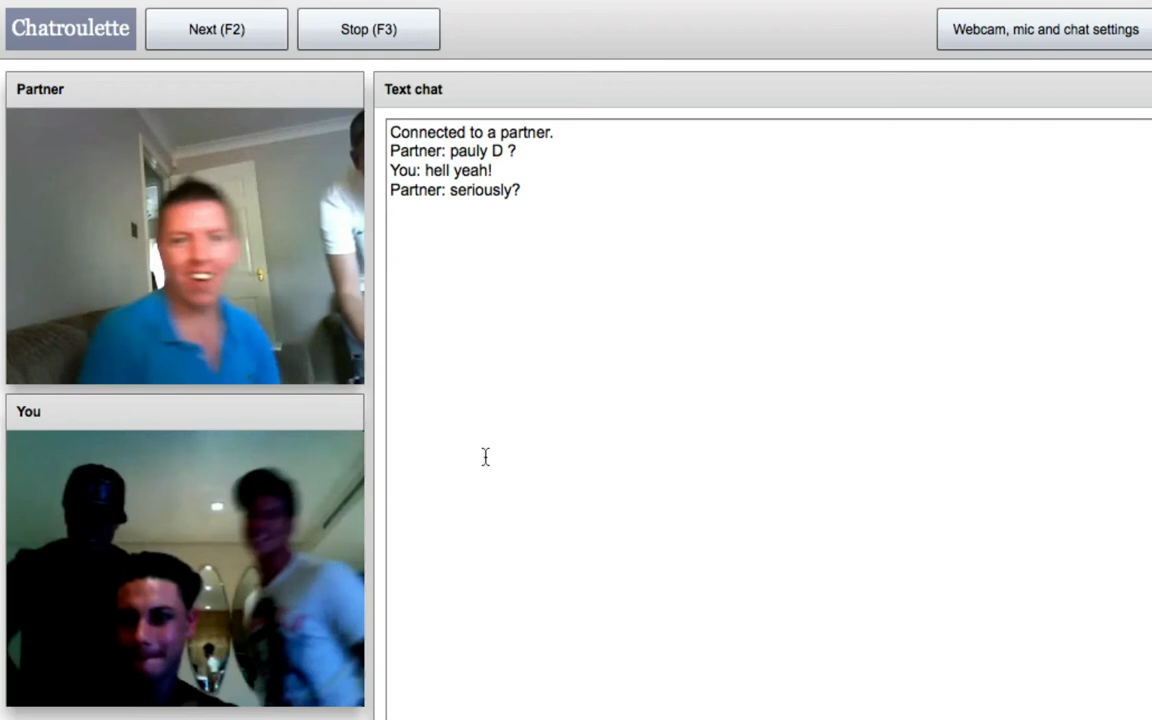 Chatroulette
Next (F2)
Stop (F3)
Webcam, mic and chat settings
Partner
Text chat
Connected to a partner.
Partner: pauly D ?
You: hell yeah!
Partner: seriously?
You